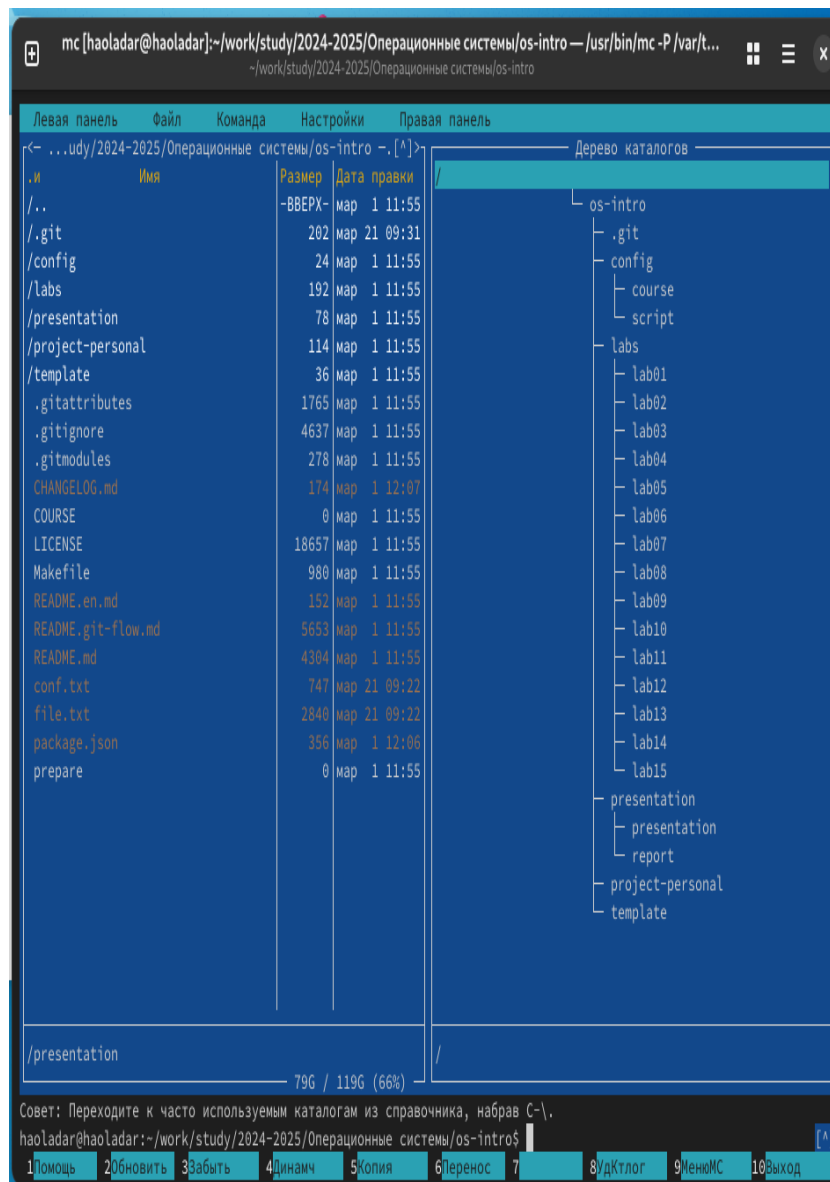 mc [haoladar@haoladar]:~/work/study/2024-2025/Операционные системы/os-intro — /usr/bin/mc -P /var/t...
~/work/study/2024-2025/Операционные системы/os-intro
Левая панель Файл Команда Настройки Правая панель
<— ...udy/2024-2025/Операционные системы/os-intro —.[^]>
.и Имя Размер Дата правки
/.. -ВВЕРХ- мар 1 11:55
/.git 202 мар 21 09:31
/config 24 мар 1 11:55
/labs 192 мар 1 11:55
/presentation 78 мар 1 11:55
/project-personal 114 мар 1 11:55
/template 36 мар 1 11:55
.gitattributes 1765 мар 1 11:55
.gitignore 4637 мар 1 11:55
.gitmodules 278 мар 1 11:55
CHANGELOG.md 174 мар 1 12:07
COURSE 0 мар 1 11:55
LICENSE 18657 мар 1 11:55
Makefile 980 мар 1 11:55
README.en.md 152 мар 1 11:55
README.git-flow.md 5653 мар 1 11:55
README.md 4304 мар 1 11:55
conf.txt 747 мар 21 09:22
file.txt 2840 мар 21 09:22
package.json 356 мар 1 12:06
prepare 0 мар 1 11:55
/presentation
79G / 119G (66%)
Дерево каталогов
/
os-intro
.git
config
course
script
labs
lab01
lab02
lab03
lab04
lab05
lab06
lab07
lab08
lab09
lab10
lab11
lab12
lab13
lab14
lab15
presentation
presentation
report
project-personal
template
/
Совет: Переходите к часто используемым каталогам из справочника, набрав C-\.
haoladar@haoladar:~/work/study/2024-2025/Операционные системы/os-intro$ [^
1Помощь 2Обновить 3Забыть 4Динамч 5Копия 6Перенос 7 8УдКтлог 9МенюMC 10Выход